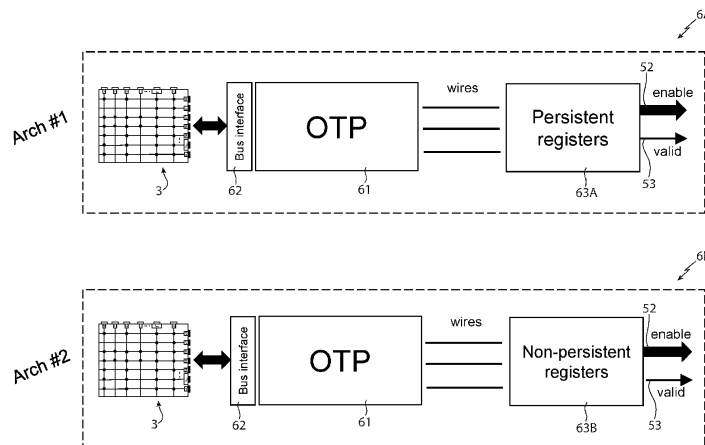 6A
Arch #1
3
Bus interface
62
OTP
61
wires
Persistent
registers
63A
52
enable
valid
53
Arch #2
3
Bus interface
62
OTP
61
wires
Non-persistent
registers
63B
52
enable
valid
53